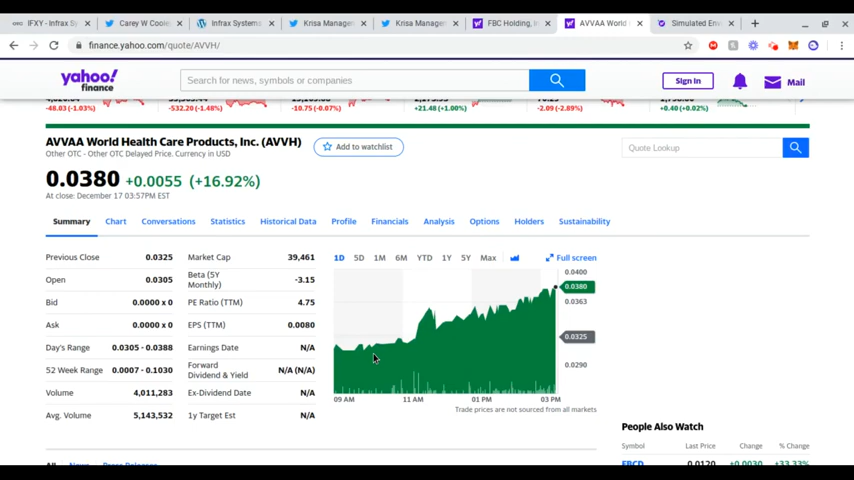 IFXY - Infrax Sy
Carey W Coole
Infrax Systems
Krisa Manager
Krisa Manager
FBC Holding, In
AVVAA World
Simulated Env
finance.yahoo.com/quote/AVVH/
yahoo!
finance
Search for news, symbols or companies
Sign in
Mail
-48.03 (-1.03%)
-532.20 (-1.48%)
-10.75 (-0.07%)
+21.48 (+1.00%)
-2.09 (-2.89%)
+0.40 (+0.02%)
AVVAA World Health Care Products, Inc. (AVVH)
Other OTC - Other OTC Delayed Price. Currency in USD
Add to watchlist
Quote Lookup
0.0380 +0.0055 (+16.92%)
At close: December 17 03:57PM EST
Summary Chart Conversations Statistics Historical Data Profile Financials Analysis Options Holders Sustainability
Previous Close 0.0325
Open 0.0305
Bid 0.0000 x 0
Ask 0.0000 x 0
Day's Range 0.0305 - 0.0388
52 Week Range 0.0007 - 0.1030
Volume 4,011,283
Avg. Volume 5,143,532
Market Cap 39,461
Beta (5Y
Monthly) -3.15
PE Ratio (TTM) 4.75
EPS (TTM) 0.0080
Earnings Date N/A
Forward
Dividend & Yield N/A (N/A)
Ex-Dividend Date N/A
1y Target Est N/A
1D 5D 1M 6M YTD 1Y 5Y Max Full screen
0.0400
0.0380
0.0363
0.0325
0.0290
09 AM 11 AM 01 PM 03 PM
Trade prices are not sourced from all markets
People Also Watch
Symbol Last Price Change % Change
FBCD 0.0120 +0.0030 +33.33%
All News Press Releases